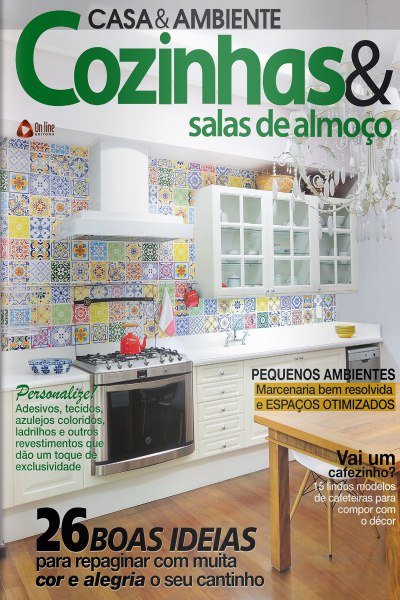 CASA & AMBIENTE
Cozinhas&
salas de almoço
On line
EDITORA
Personalize!
Adesivos, tecidos,
azulejos coloridos,
ladrilhos e outros
revestimentos que
dão um toque de
exclusividade
PEQUENOS AMBIENTES
Marcenaria bem resolvida
e ESPAÇOS OTIMIZADOS
Vai um
cafezinho?
15 lindos modelos
de cafeteiras para
compor com
o décor
26 BOAS IDEIAS
para repaginar com muita
cor e alegria o seu cantinho